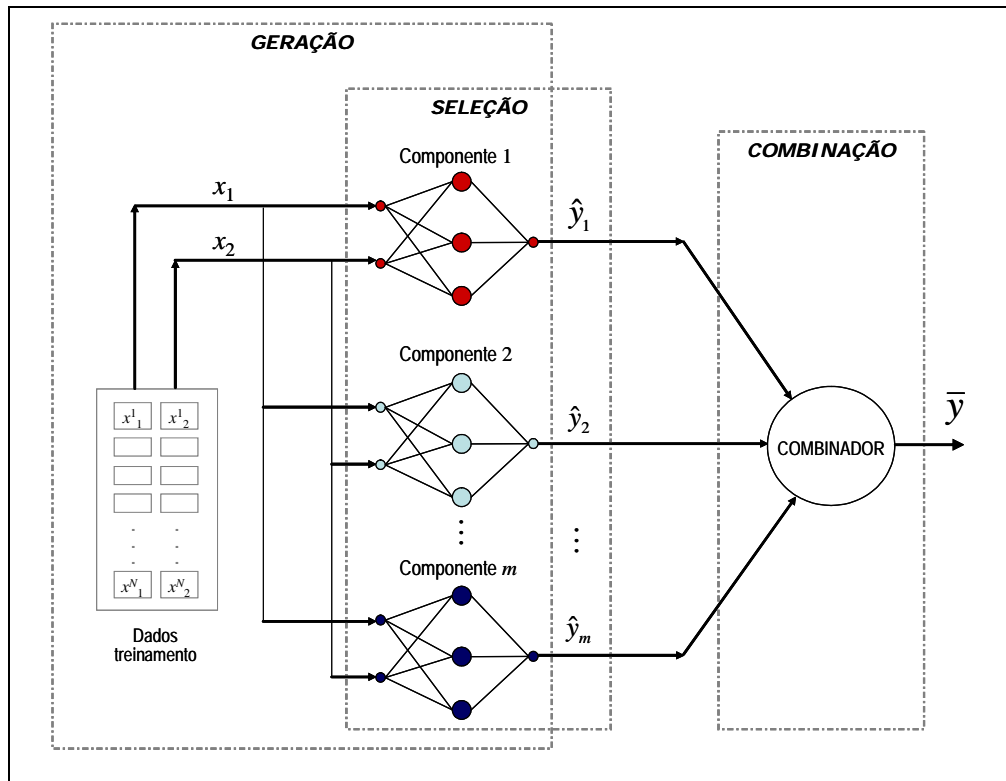 GERAÇÃO
SELEÇÃO
COMBINAÇÃO
Componente 1
x₁
ŷ₁
x₂
Componente 2
x¹₁ x¹₂
ŷ₂
COMBINADOR
ȳ
Componente m
xᴺ₁ xᴺ₂
ŷₘ
Dados
treinamento